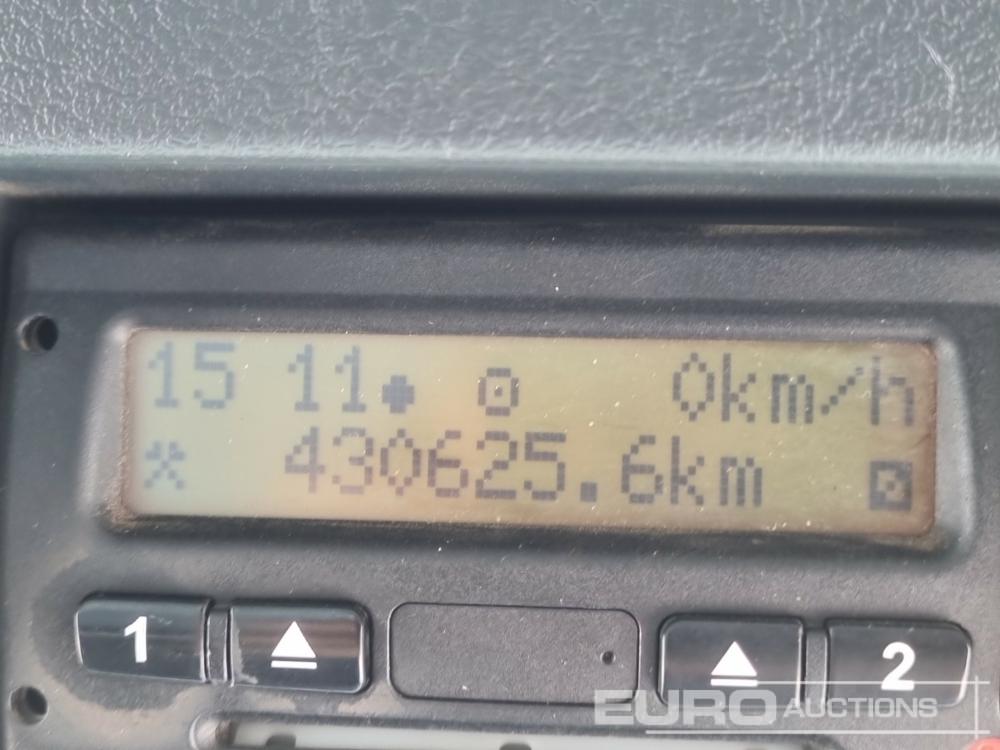 15 11 0km/h
430625.6km
1 2
EURO AUCTIONS